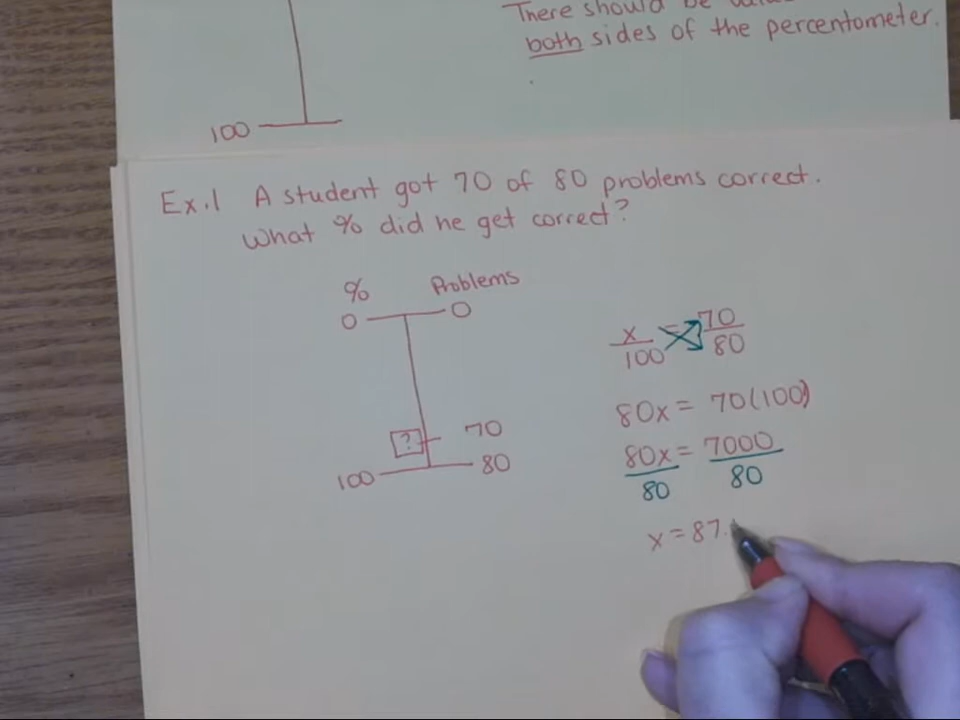 There should be
both sides of the percentometer.
100
Ex.1 A student got 70 of 80 problems correct.
What % did he get correct?
% Problems
0 0
? 70
100 80
x/100 = 70/80
80x = 70(100)
80x/80 = 7000/80
x = 87.